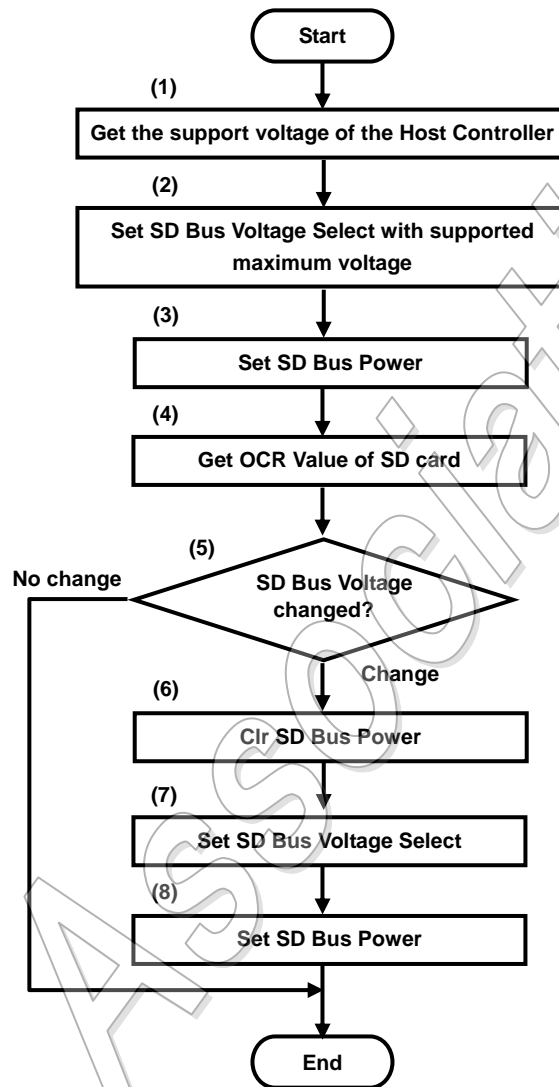 Start
(1)
Get the support voltage of the Host Controller
(2)
Set SD Bus Voltage Select with supported
maximum voltage
(3)
Set SD Bus Power
(4)
Get OCR Value of SD card
(5)
No change
SD Bus Voltage
changed?
Change
(6)
Clr SD Bus Power
(7)
Set SD Bus Voltage Select
(8)
Set SD Bus Power
End